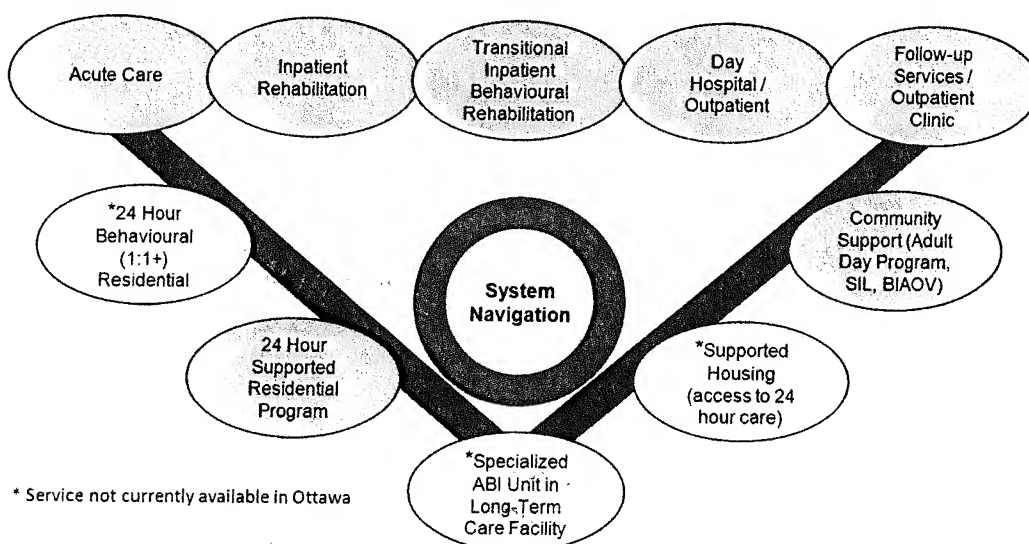 Acute Care
Inpatient
Rehabilitation
Transitional
Inpatient
Behavioural
Rehabilitation
Day
Hospital /
Outpatient
Follow-up
Services /
Outpatient
Clinic
*24 Hour
Behavioural
(1:1+)
Residential
System
Navigation
Community
Support (Adult
Day Program,
SIL, BIAOV)
24 Hour
Supported
Residential
Program
*Supported
Housing
(access to 24
hour care)
*Specialized
ABI Unit in
Long-Term
Care Facility
* Service not currently available in Ottawa